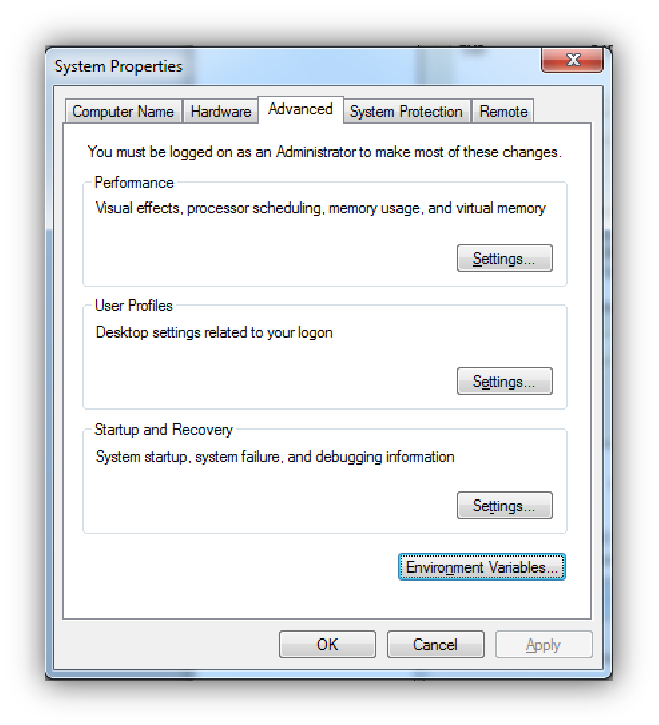 System Properties
Computer Name Hardware Advanced System Protection Remote
You must be logged on as an Administrator to make most of these changes.
Performance
Visual effects, processor scheduling, memory usage, and virtual memory
Settings...
User Profiles
Desktop settings related to your logon
Settings...
Startup and Recovery
System startup, system failure, and debugging information
Settings...
Environment Variables...
OK Cancel Apply